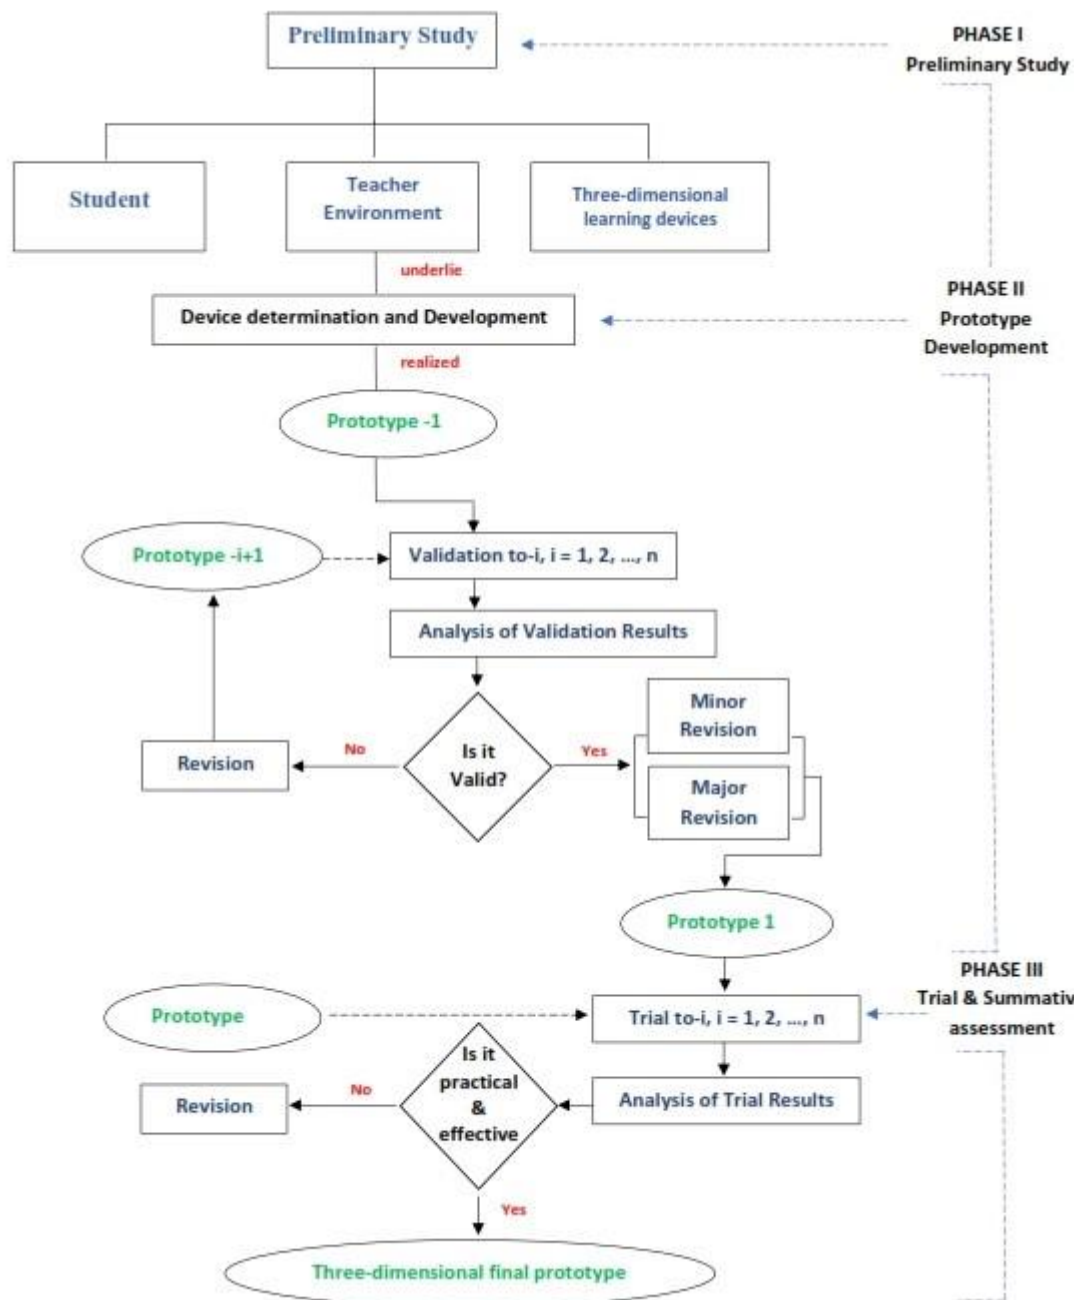 Preliminary Study
PHASE I
Preliminary Study
Student
Teacher
Environment
Three-dimensional
learning devices
underlie
Device determination and Development
PHASE II
Prototype
Development
realized
Prototype -1
Prototype -i+1
Validation to-i, i = 1, 2, ..., n
Analysis of Validation Results
Minor
Revision
Revision
No
Is it
Valid?
Yes
Major
Revision
Prototype 1
PHASE III
Trial & Summativ
assessment
Prototype
Trial to-i, i = 1, 2, ..., n
Is it
practical
&
effective
Revision
No
Analysis of Trial Results
Yes
Three-dimensional final prototype